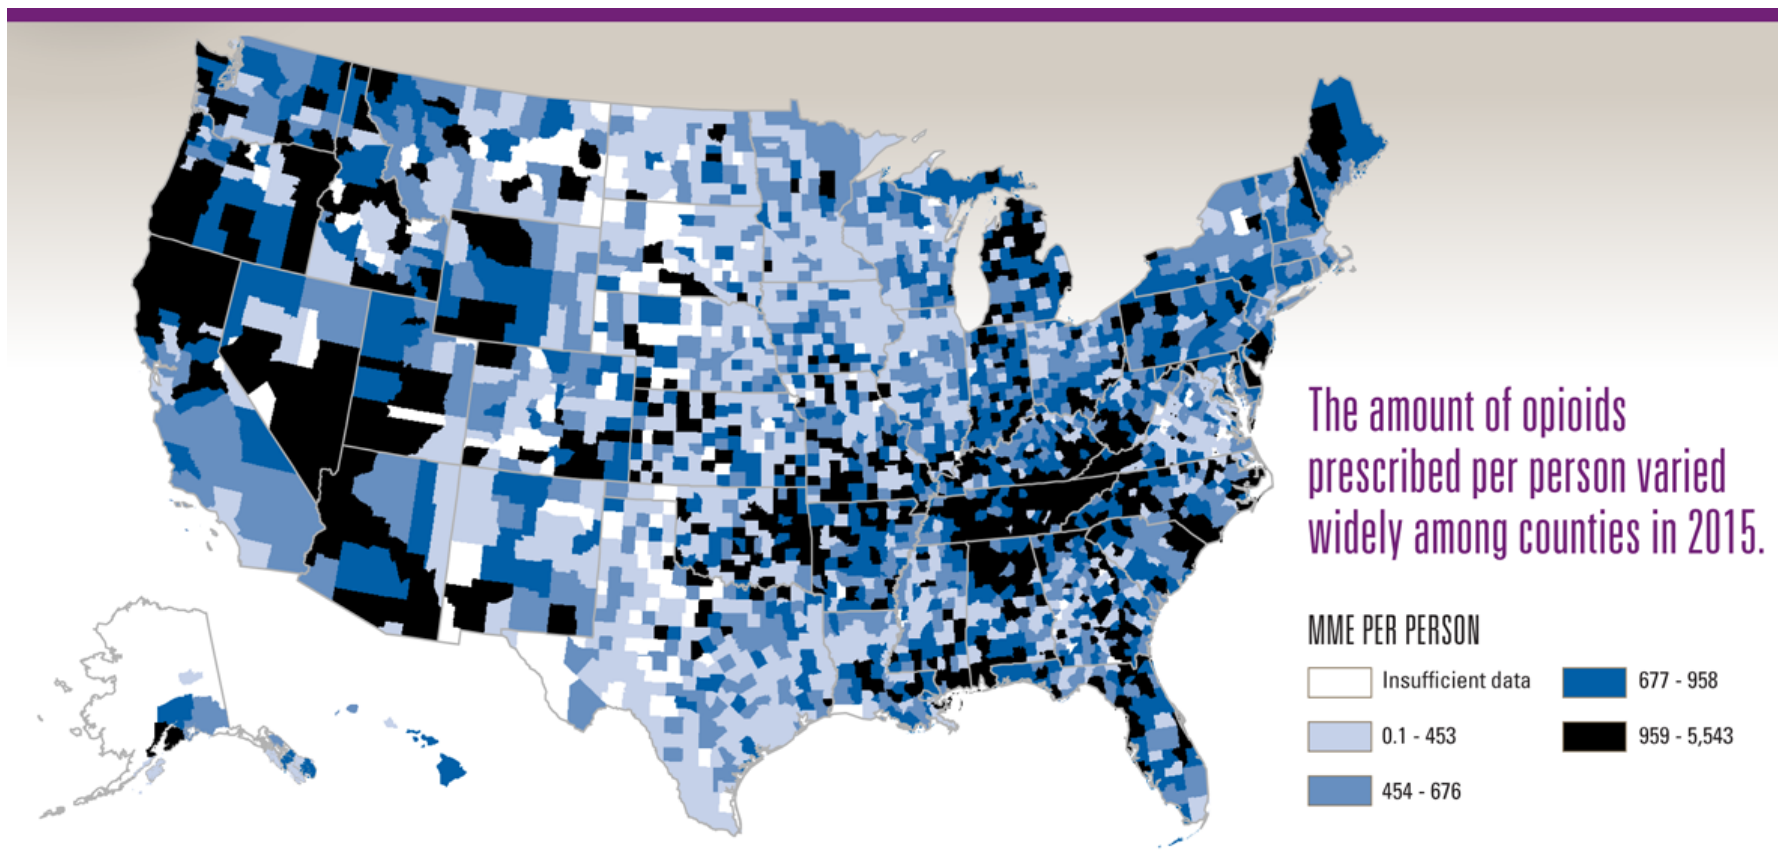 The amount of opioids
prescribed per person varied
widely among counties in 2015.
MME PER PERSON
Insufficient data
0.1 - 453
454 - 676
677 - 958
959 - 5,543